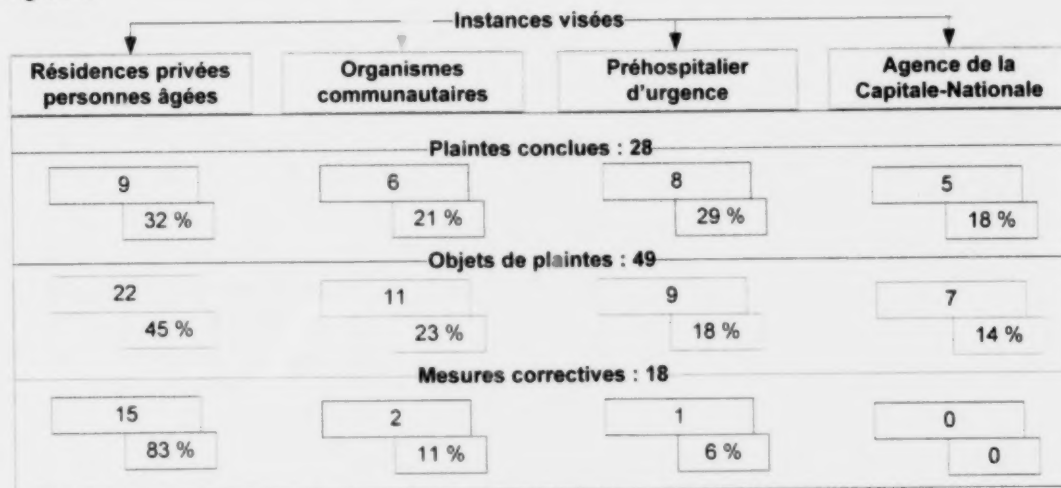 Instances visées
Résidences privées personnes âgées
Organismes communautaires
Préhospitalier d'urgence
Agence de la Capitale-Nationale
Plaintes conclues : 28
9 6 8 5
32 % 21 % 29 % 18 %
Objets de plaintes : 49
22 11 9 7
45 % 23 % 18 % 14 %
Mesures correctives : 18
15 2 1 0
83 % 11 % 6 % 0